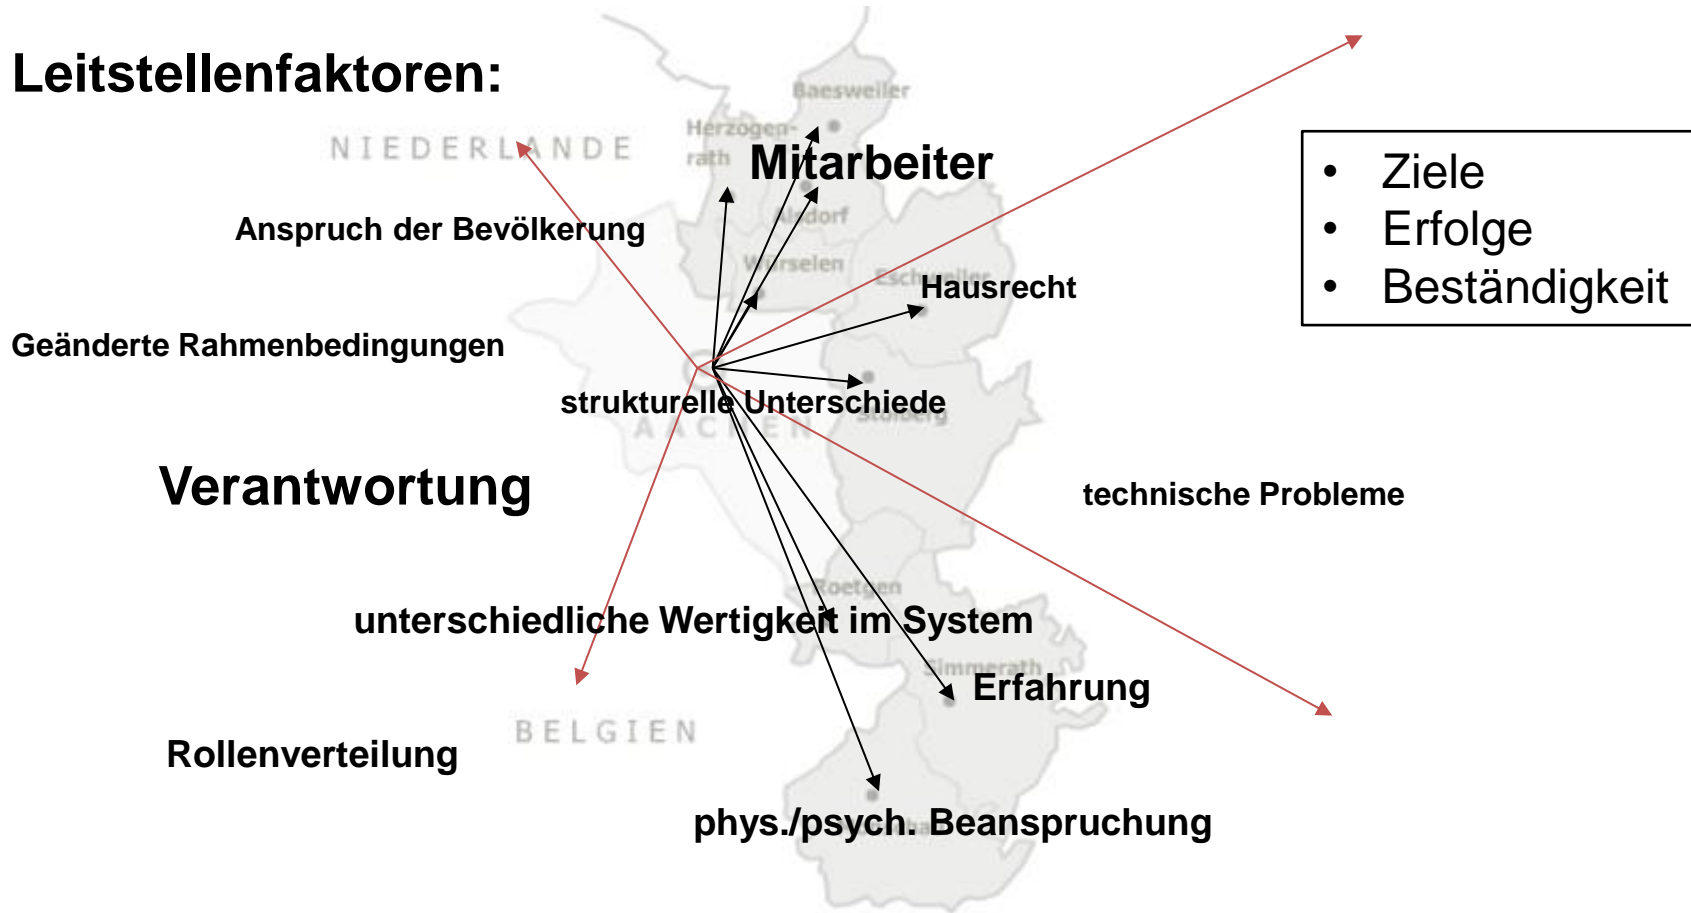 Leitstellenfaktoren:
Baesweiler
Herzogen-
rath
NIEDERLANDE
Mitarbeiter
• Ziele
• Erfolge
• Beständigkeit
Alsdorf
Anspruch der Bevölkerung
Würselen
Eschweiler
Hausrecht
Geänderte Rahmenbedingungen
strukturelle Unterschiede
Stolberg
AACHEN
Verantwortung
technische Probleme
Roetgen
unterschiedliche Wertigkeit im System
Simmerath
Erfahrung
BELGIEN
Rollenverteilung
phys./psych. Beanspruchung